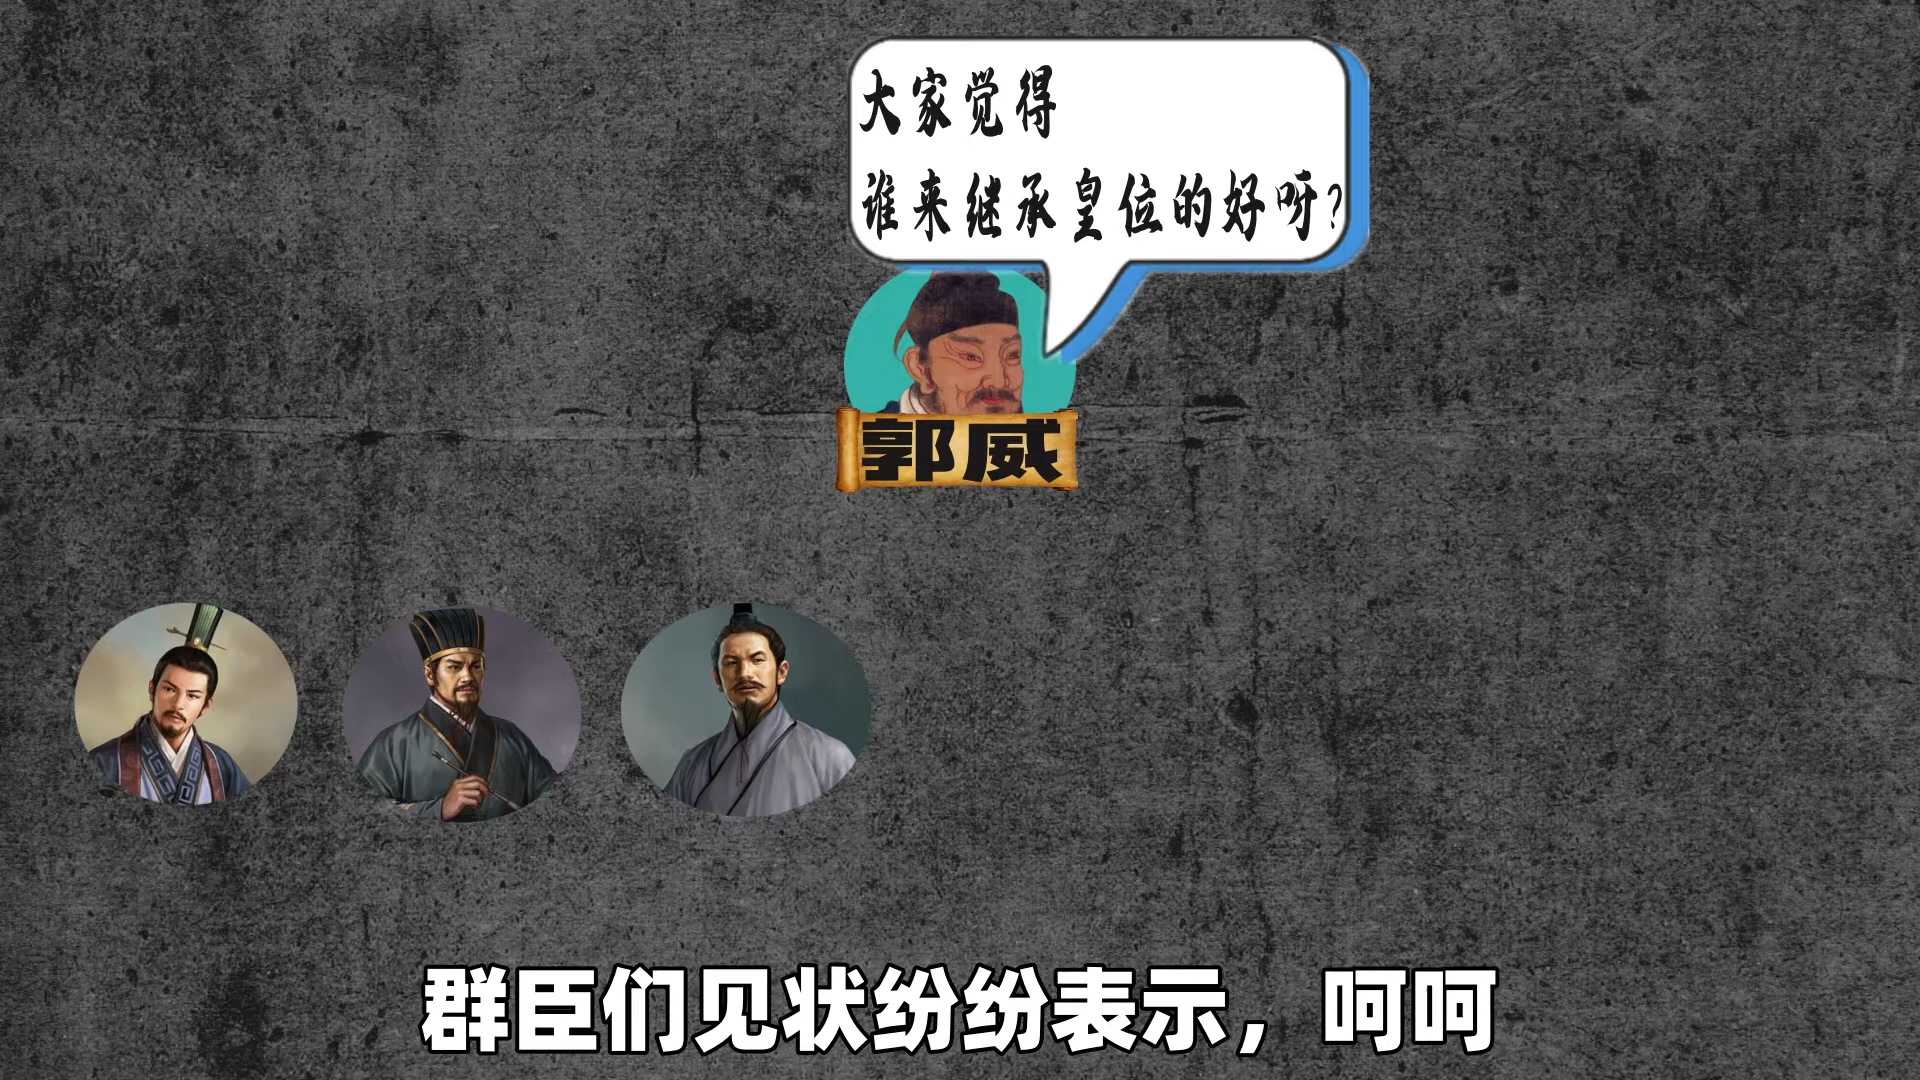 大家觉得
谁来继承皇位的好呀?
郭威
群臣们见状纷纷表示，呵呵